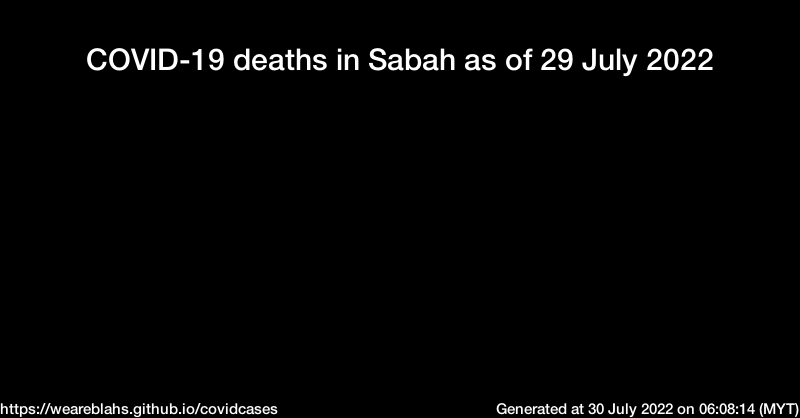 COVID-19 deaths in Sabah as of 29 July 2022
https://weareblahs.github.io/covidcases
Generated at 30 July 2022 on 06:08:14 (MYT)